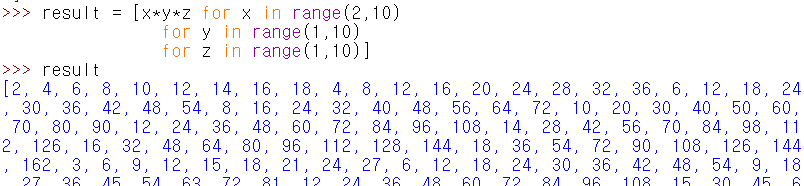 >>> result = [x*y*z for x in range(2,10)
for y in range(1,10)
for z in range(1,10)]
>>> result
[2, 4, 6, 8, 10, 12, 14, 16, 18, 4, 8, 12, 16, 20, 24, 28, 32, 36, 6, 12, 18, 24
, 30, 36, 42, 48, 54, 8, 16, 24, 32, 40, 48, 56, 64, 72, 10, 20, 30, 40, 50, 60,
70, 80, 90, 12, 24, 36, 48, 60, 72, 84, 96, 108, 14, 28, 42, 56, 70, 84, 98, 11
2, 126, 16, 32, 48, 64, 80, 96, 112, 128, 144, 18, 36, 54, 72, 90, 108, 126, 144
, 162, 3, 6, 9, 12, 15, 18, 21, 24, 27, 6, 12, 18, 24, 30, 36, 42, 48, 54, 9, 18
, 27, 36, 45, 54, 63, 72, 81, 12, 24, 36, 48, 60, 72, 84, 96, 108, 15, 30, 45, 6